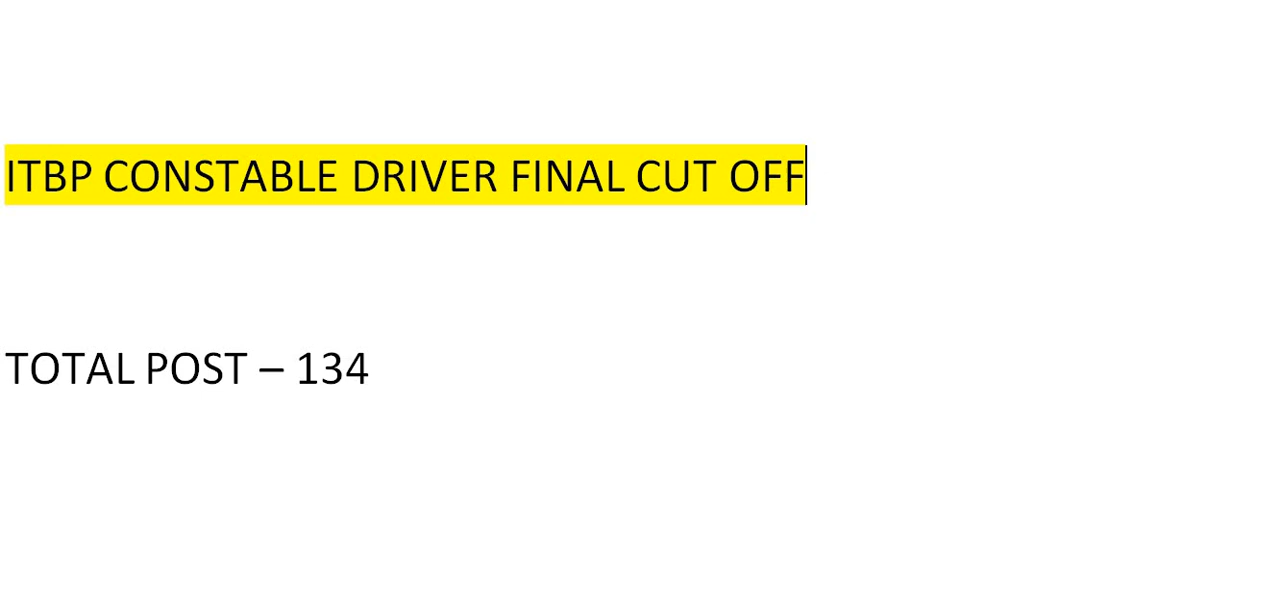 ITBP CONSTABLE DRIVER FINAL CUT OFF
TOTAL POST – 134